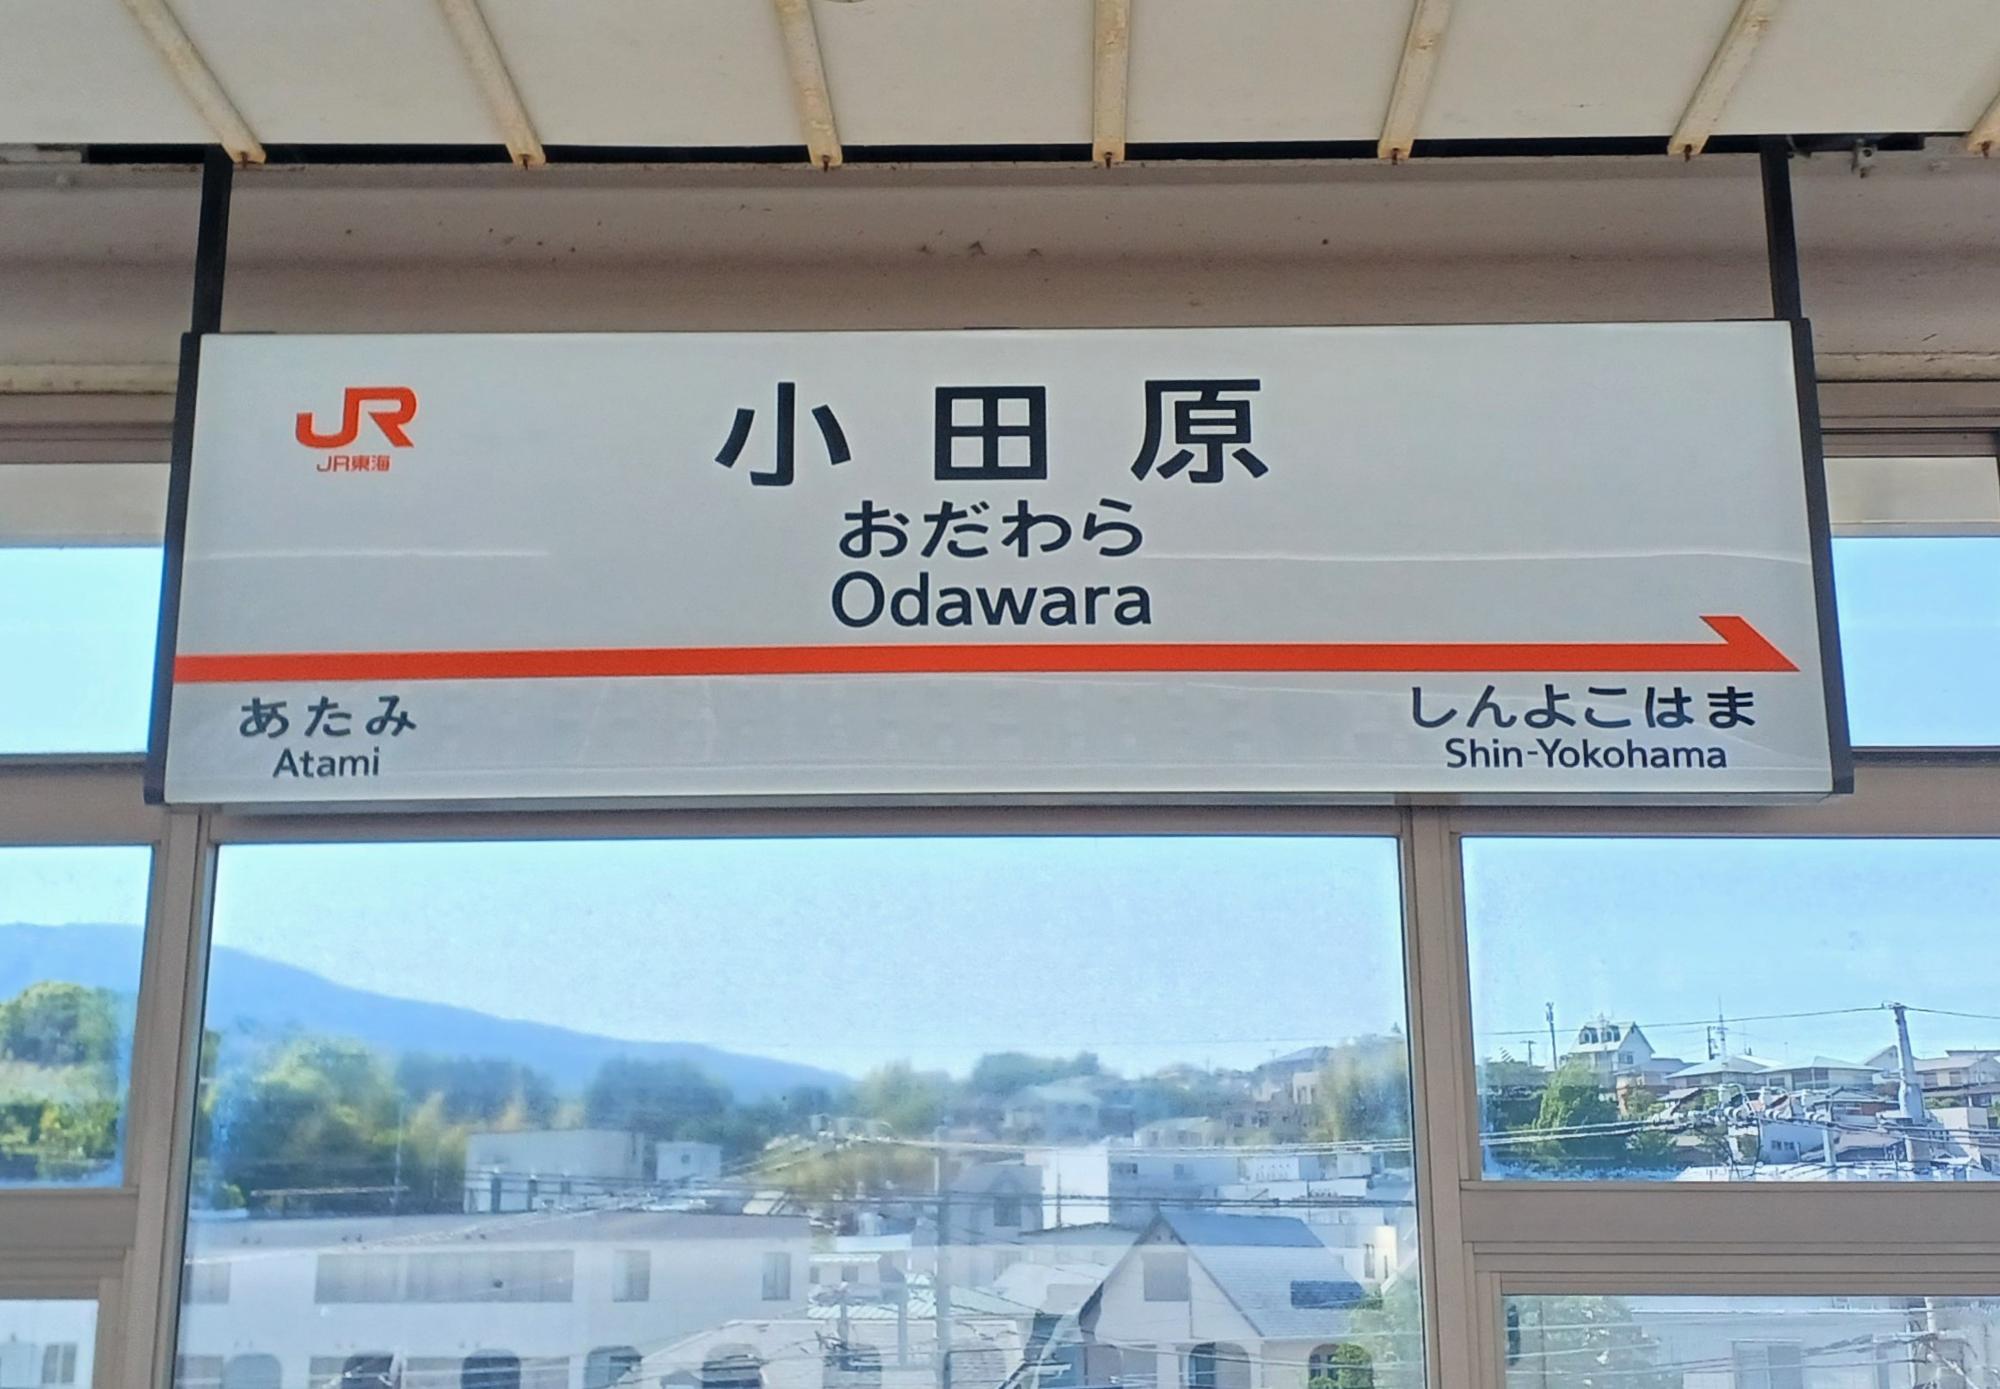 JR
JR東海
小田原
おだわら
Odawara
あたみ
Atami
しんよこはま
Shin-Yokohama